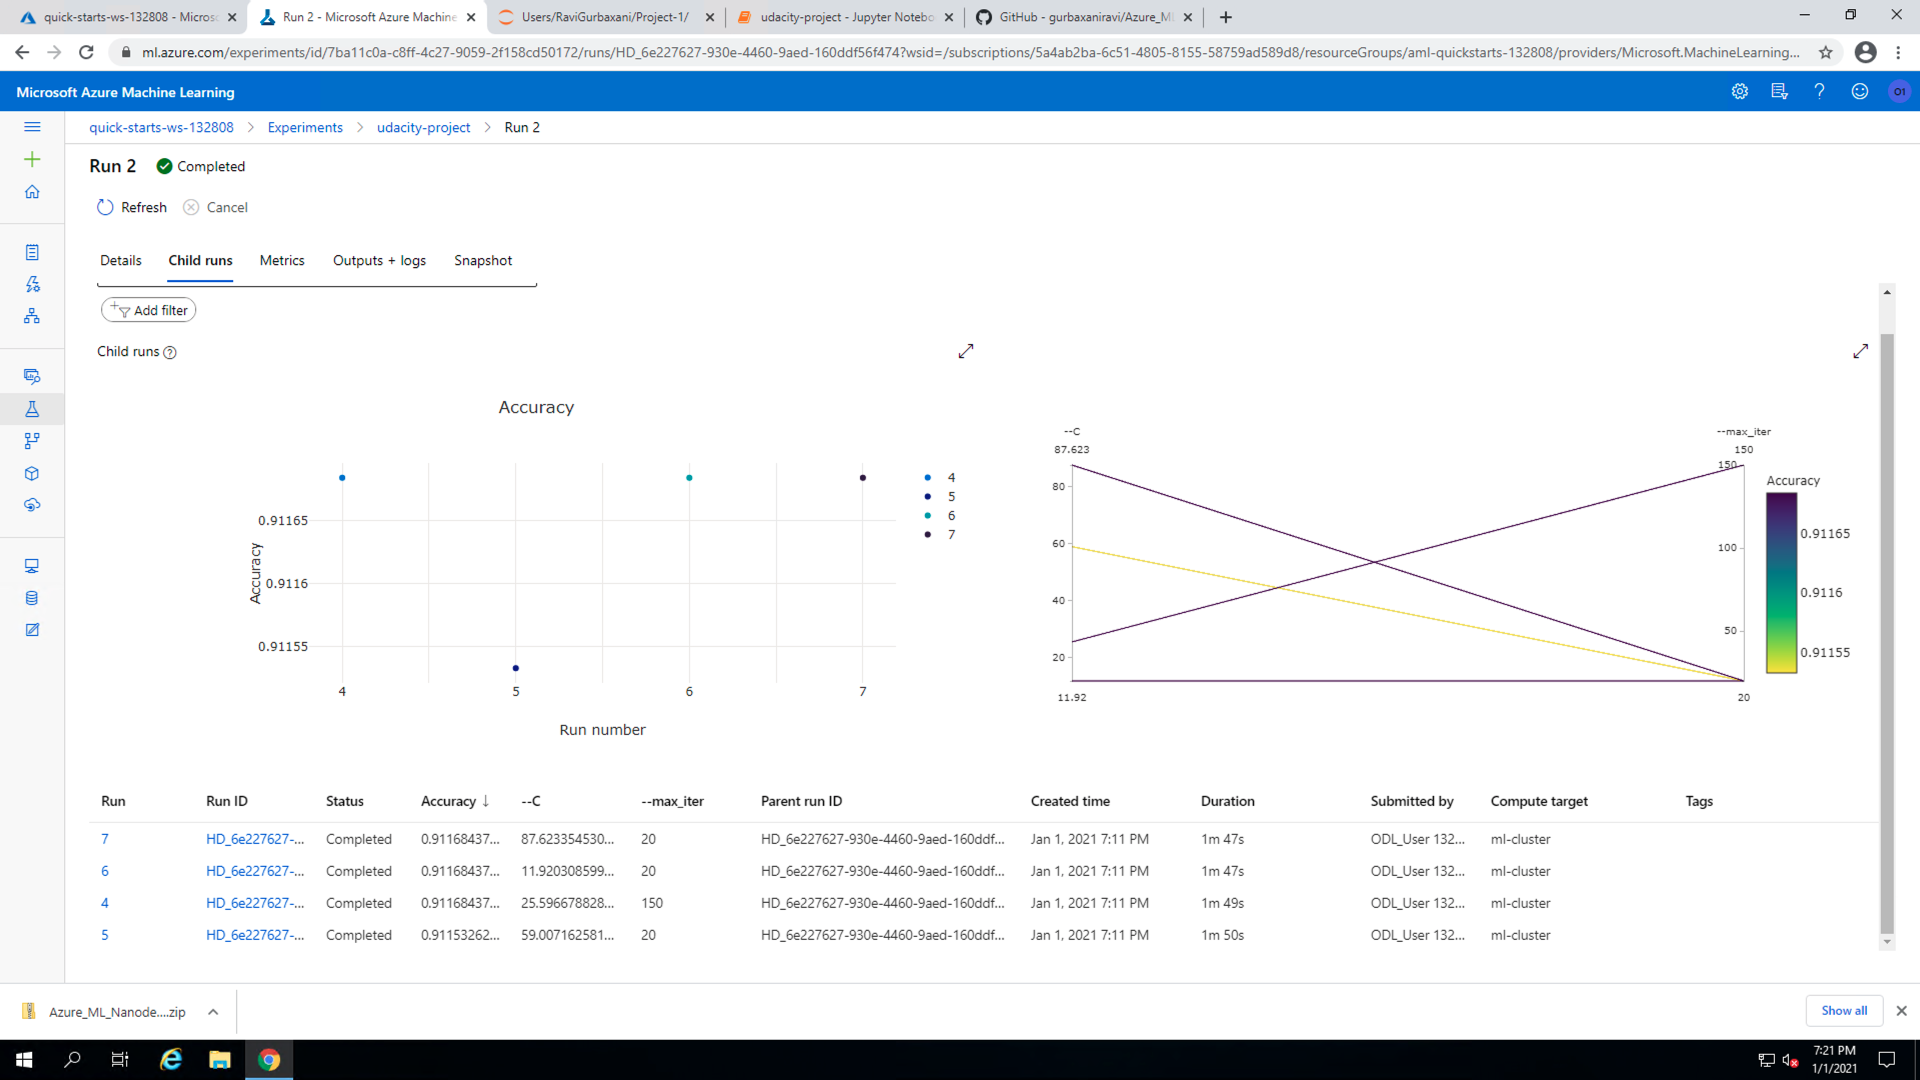 quick-starts-ws-132808 - Micros
Run 2 - Microsoft Azure Machine
Users/RaviGurbaxani/Project-1/
udacity-project - Jupyter Notebo
GitHub - gurbaxaniravi/Azure_ML
ml.azure.com/experiments/id/7ba11c0a-c8ff-4c27-9059-2f158cd50172/runs/HD_6e227627-930e-4460-9aed-160ddf56f474?wsid=/subscriptions/5a4ab2ba-6c51-4805-8155-58759ad589d8/resourceGroups/aml-quickstarts-132808/providers/Microsoft.MachineLearning...
Microsoft Azure Machine Learning
O1
quick-starts-ws-132808 > Experiments > udacity-project > Run 2
Run 2 Completed
Refresh Cancel
Details Child runs Metrics Outputs + logs Snapshot
Add filter
Child runs
Accuracy
Accuracy
0.91165
0.9116
0.91155
4 5 6 7
Run number
4
5
6
7
--C
87.623
80
60
40
20
11.92
--max_iter
150
150
100
50
20
Accuracy
0.91165
0.9116
0.91155
Run Run ID Status Accuracy ↓ --C --max_iter Parent run ID Created time Duration Submitted by Compute target Tags
7 HD_6e227627-... Completed 0.91168437... 87.623354530... 20 HD_6e227627-930e-4460-9aed-160ddf... Jan 1, 2021 7:11 PM 1m 47s ODL_User 132... ml-cluster
6 HD_6e227627-... Completed 0.91168437... 11.920308599... 20 HD_6e227627-930e-4460-9aed-160ddf... Jan 1, 2021 7:11 PM 1m 47s ODL_User 132... ml-cluster
4 HD_6e227627-... Completed 0.91168437... 25.596678828... 150 HD_6e227627-930e-4460-9aed-160ddf... Jan 1, 2021 7:11 PM 1m 49s ODL_User 132... ml-cluster
5 HD_6e227627-... Completed 0.91153262... 59.007162581... 20 HD_6e227627-930e-4460-9aed-160ddf... Jan 1, 2021 7:11 PM 1m 50s ODL_User 132... ml-cluster
Azure_ML_Nanode....zip
Show all
7:21 PM
1/1/2021